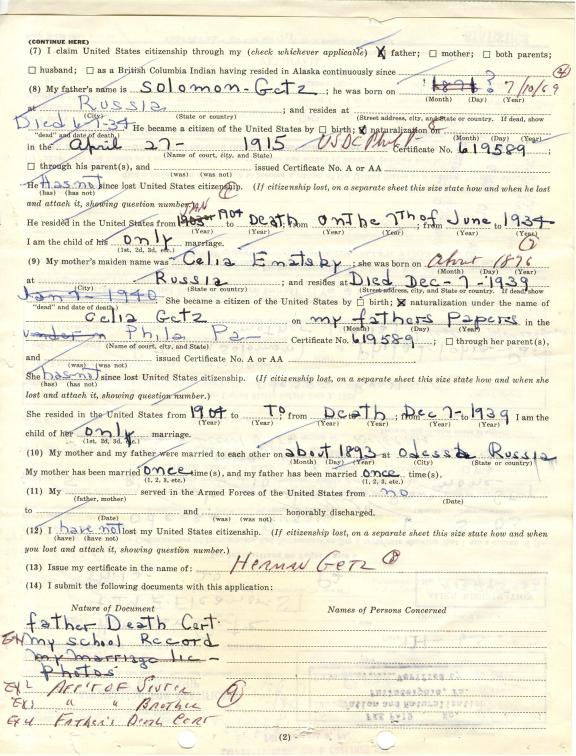 (CONTINUE HERE)
(7) I claim United States citizenship through my (check whichever applicable) ☒ father; ☐ mother; ☐ both parents;
☐ husband; ☐ as a British Columbia Indian having resided in Alaska continuously since
(8) My father's name is Solomon-Getz; he was born on 1871? 7/10/69
(Month) (Day) (Year)
at Russia; and resides at
(City) (State or country) (Street address, city, and State or country. If dead, show
Died 6-7-34 He became a citizen of the United States by ☐ birth; ☒ naturalization on
"dead" and date of death) (Month) (Day) (Year)
in the April 27- 1915 USDC Phila Certificate No. 619589
(Name of court, city, and state)
☐ through his parent(s), and issued Certificate No. A or AA
(was) (was not)
He Has not since lost United States citizenship. (If citizenship lost, on a separate sheet this size state how and when he lost
(has) (has not)
and attach it, showing question number.)
He resided in the United States from 1903 or JAN 1904 to Death on the 7th of June 1934
(Year) (Year) (Year) (Year)
I am the child of his only marriage.
(1st, 2d, 3d, etc.)
(9) My mother's maiden name was Celia Enatsky; she was born on about 1876
(Month) (Day) (Year)
at Russia; and resides at Died Dec-7-1939
(City) (State or country) (Street address, city, and State or country. If dead, show
Jan 7-1940 She became a citizen of the United States by ☐ birth; ☒ naturalization under the name of
"dead" and date of death)
Celia Getz on my fathers Papers in the
(Month) (Day) (Year)
under in Phila Pa- Certificate No. 619589; ☐ through her parent(s),
(Name of court, city, and State)
and issued Certificate No. A or AA
(was) (was not)
She has not since lost United States citizenship. (If citizenship lost, on a separate sheet this size state how and when she
(has) (has not)
lost and attach it, showing question number.)
She resided in the United States from 1904 to To; from Death; from Dec 7- to 1939 I am the
(Year) (Year) (Year) (Year)
child of her only marriage.
(1st, 2d, 3d, etc.)
(10) My mother and my father were married to each other on about 1893 at Odessa Russia
(Month) (Day) (Year) (City) (State or country)
My mother has been married once time(s), and my father has been married once time(s).
(1, 2, 3, etc.) (1, 2, 3, etc.)
(11) My served in the Armed Forces of the United States from no
(father, mother) (Date)
to and honorably discharged.
(Date) (was) (was not)
(12) I have not lost my United States citizenship. (If citizenship lost, on a separate sheet this size state how and when
(have) (have not)
you lost and attach it, showing question number.)
(13) Issue my certificate in the name of: Herman Getz
(14) I submit the following documents with this application:
Nature of Document Names of Persons Concerned
father Death Cert.
my school Record
my marriage lic-
Photos
Ex 2 Aff't of Sister
Ex 3 " " Brother
Ex 4 Father's Death Cert
(2)